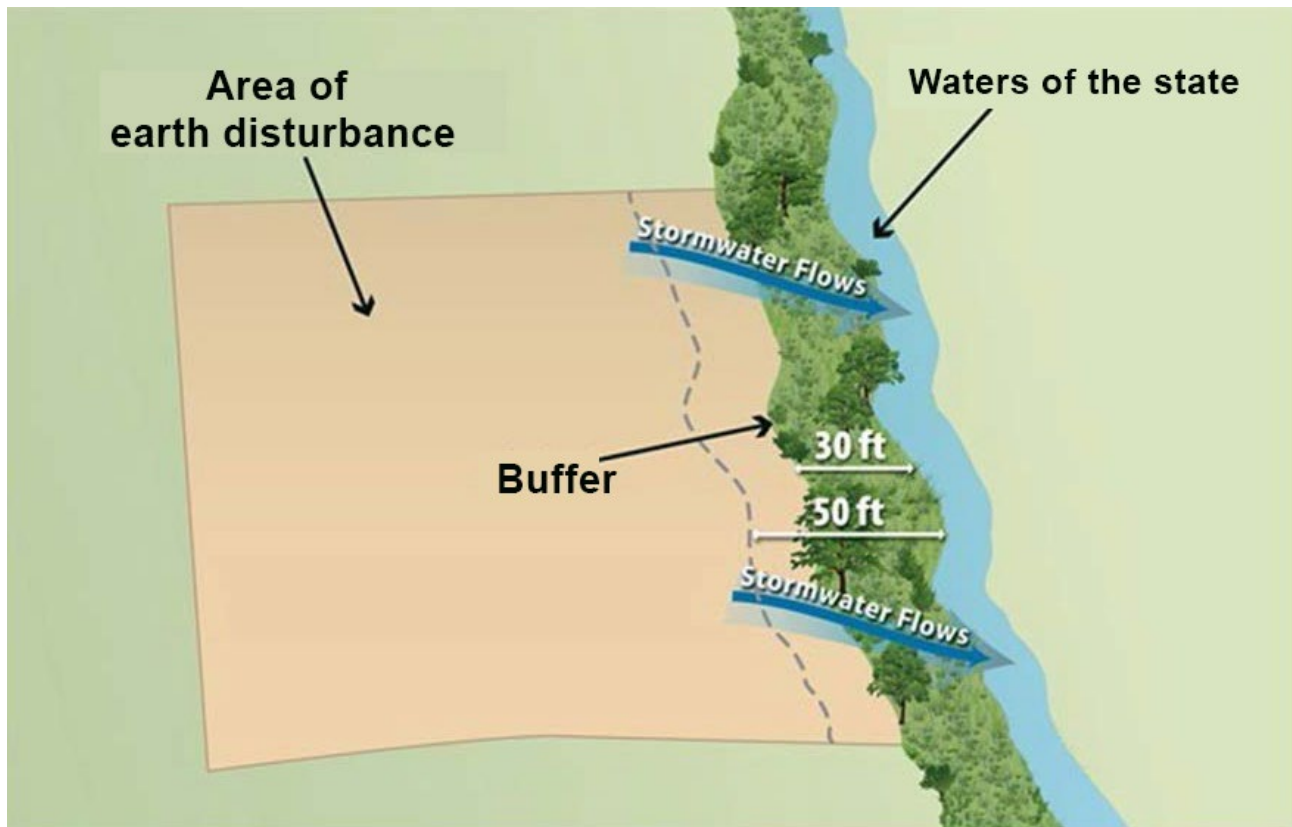 Area of
earth disturbance
Waters of the state
Stormwater Flows
Buffer
30 ft
50 ft
Stormwater Flows